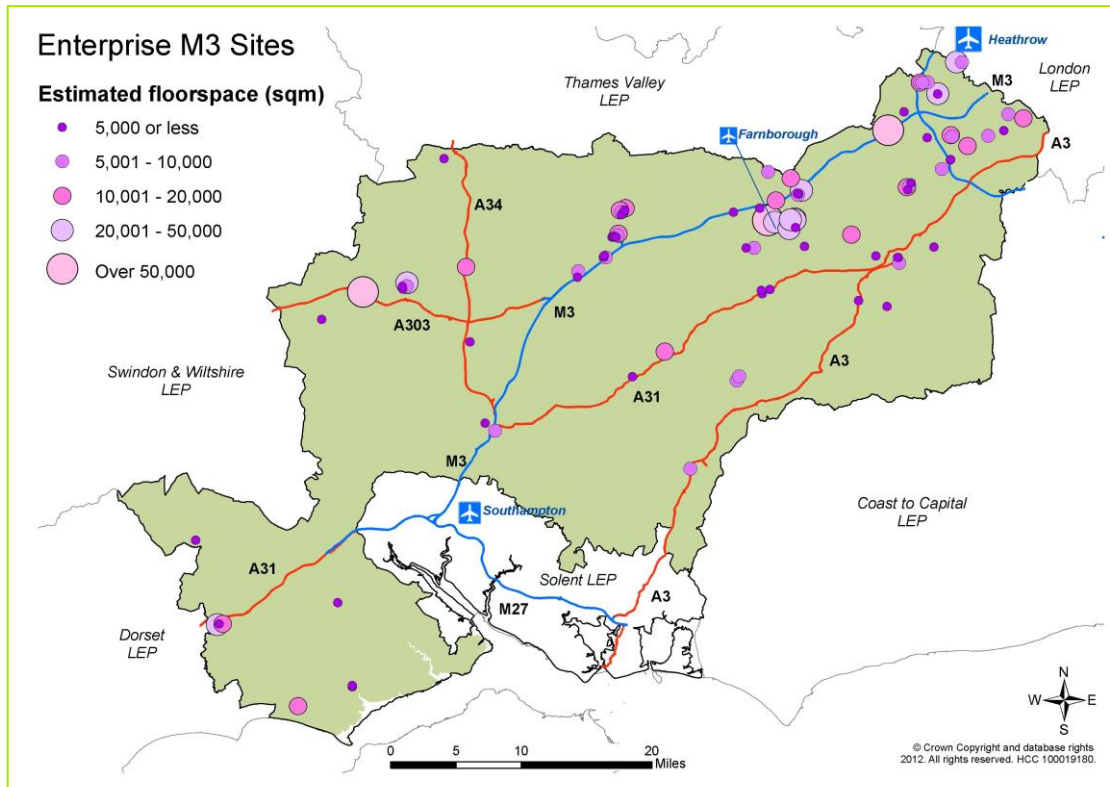 Enterprise M3 Sites
Estimated floorspace (sqm)
5,000 or less
5,001 - 10,000
10,001 - 20,000
20,001 - 50,000
Over 50,000
Heathrow
M3
London
LEP
Thames Valley
LEP
Farnborough
A3
A34
M3
A303
A3
Swindon & Wiltshire
LEP
A31
M3
Southampton
Coast to Capital
LEP
A31
Solent LEP
M27
A3
Dorset
LEP
N
W E
S
0 5 10 20
Miles
© Crown Copyright and database rights
2012. All rights reserved. HCC 100019180.